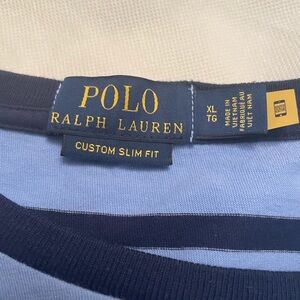 POLO
RALPH LAUREN
CUSTOM SLIM FIT
XL
TG
MADE IN
VIETNAM
FABRIQUÉ AU
VIET NAM